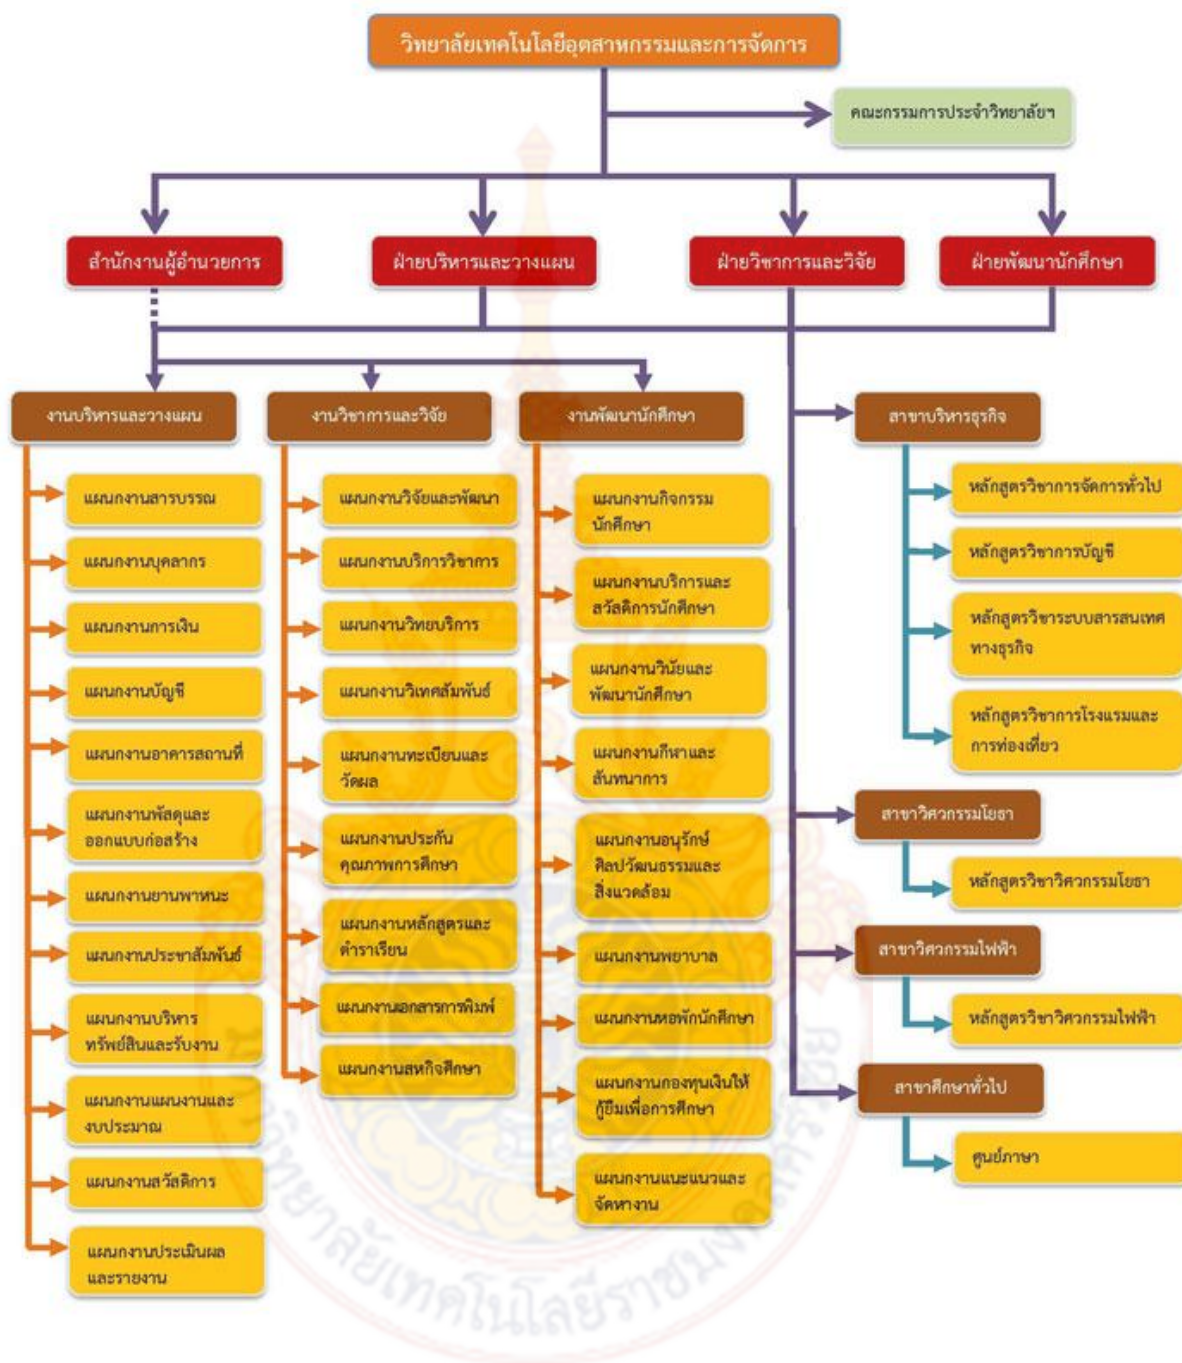 วิทยาลัยเทคโนโลยีอุตสาหกรรมและการจัดการ
คณะกรรมการประจำวิทยาลัยฯ
สำนักงานผู้อำนวยการ
ฝ่ายบริหารและวางแผน
ฝ่ายวิชาการและวิจัย
ฝ่ายพัฒนานักศึกษา
งานบริหารและวางแผน
แผนกงานสารบรรณ
แผนกงานบุคลากร
แผนกงานการเงิน
แผนกงานบัญชี
แผนกงานอาคารสถานที่
แผนกงานพัสดุและ
ออกแบบก่อสร้าง
แผนกงานยานพาหนะ
แผนกงานประชาสัมพันธ์
แผนกงานบริหาร
ทรัพย์สินและรับงาน
แผนกงานแผนงานและ
งบประมาณ
แผนกงานสวัสดิการ
แผนกงานประเมินผล
และรายงาน
งานวิชาการและวิจัย
แผนกงานวิจัยและพัฒนา
แผนกงานบริการวิชาการ
แผนกงานวิทยบริการ
แผนกงานวิเทศสัมพันธ์
แผนกงานทะเบียนและ
วัดผล
แผนกงานประกัน
คุณภาพการศึกษา
แผนกงานหลักสูตรและ
ตำราเรียน
แผนกงานเอกสารการพิมพ์
แผนกงานสหกิจศึกษา
งานพัฒนานักศึกษา
แผนกงานกิจกรรม
นักศึกษา
แผนกงานบริการและ
สวัสดิการนักศึกษา
แผนกงานวินัยและ
พัฒนานักศึกษา
แผนกงานกีฬาและ
สันทนาการ
แผนกงานอนุรักษ์
ศิลปวัฒนธรรมและ
สิ่งแวดล้อม
แผนกงานพยาบาล
แผนกงานหอพักนักศึกษา
แผนกงานกองทุนเงินให้
กู้ยืมเพื่อการศึกษา
แผนกงานแนะแนวและ
จัดหางาน
สาขาบริหารธุรกิจ
หลักสูตรวิชาการจัดการทั่วไป
หลักสูตรวิชาการบัญชี
หลักสูตรวิชาระบบสารสนเทศ
ทางธุรกิจ
หลักสูตรวิชาการโรงแรมและ
การท่องเที่ยว
สาขาวิศวกรรมโยธา
หลักสูตรวิชาวิศวกรรมโยธา
สาขาวิศวกรรมไฟฟ้า
หลักสูตรวิชาวิศวกรรมไฟฟ้า
สาขาศึกษาทั่วไป
ศูนย์ภาษา
มหาวิทยาลัยเทคโนโลยีราชมงคลศรีวิชัย